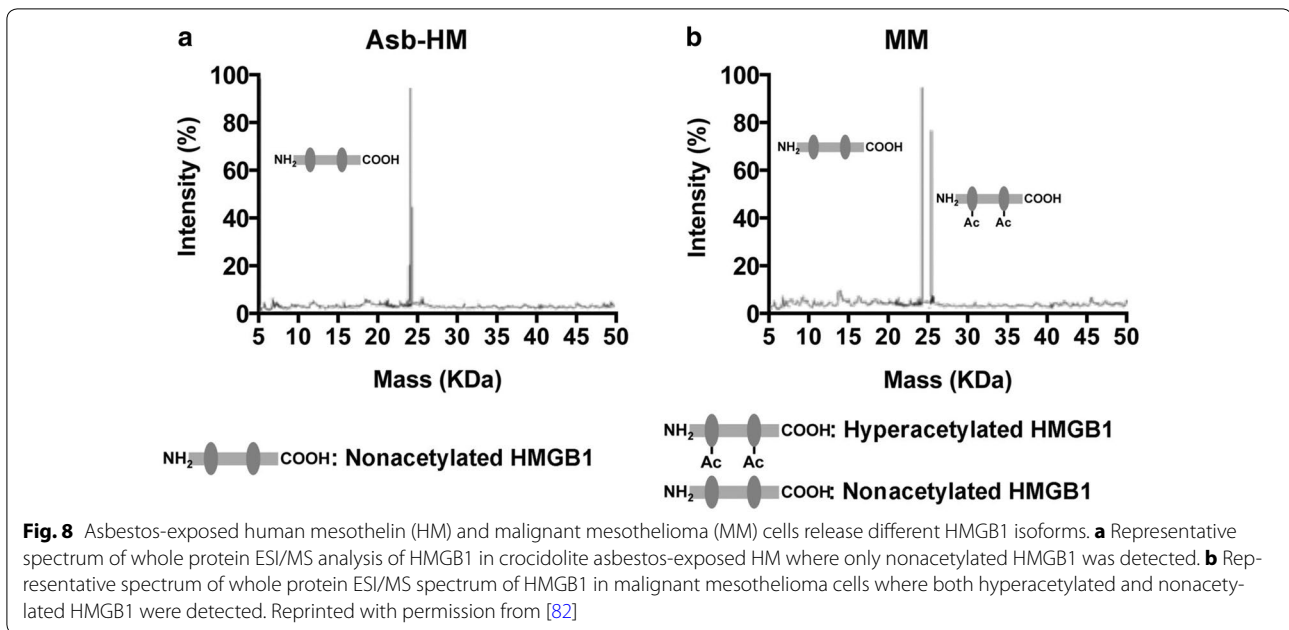 a
Asb-HM
Intensity (%)
100
80
60
40
20
0
NH2
COOH
5 10 15 20 25 30 35 40 45 50
Mass (KDa)
NH2 COOH: Nonacetylated HMGB1
b
MM
Intensity (%)
100
80
60
40
20
0
NH2
COOH
NH2
COOH
Ac Ac
5 10 15 20 25 30 35 40 45 50
Mass (KDa)
NH2 COOH: Hyperacetylated HMGB1
Ac Ac
NH2 COOH: Nonacetylated HMGB1
Fig. 8 Asbestos-exposed human mesothelin (HM) and malignant mesothelioma (MM) cells release different HMGB1 isoforms. a Representative
spectrum of whole protein ESI/MS analysis of HMGB1 in crocidolite asbestos-exposed HM where only nonacetylated HMGB1 was detected. b Rep-
resentative spectrum of whole protein ESI/MS spectrum of HMGB1 in malignant mesothelioma cells where both hyperacetylated and nonacety-
lated HMGB1 were detected. Reprinted with permission from [82]